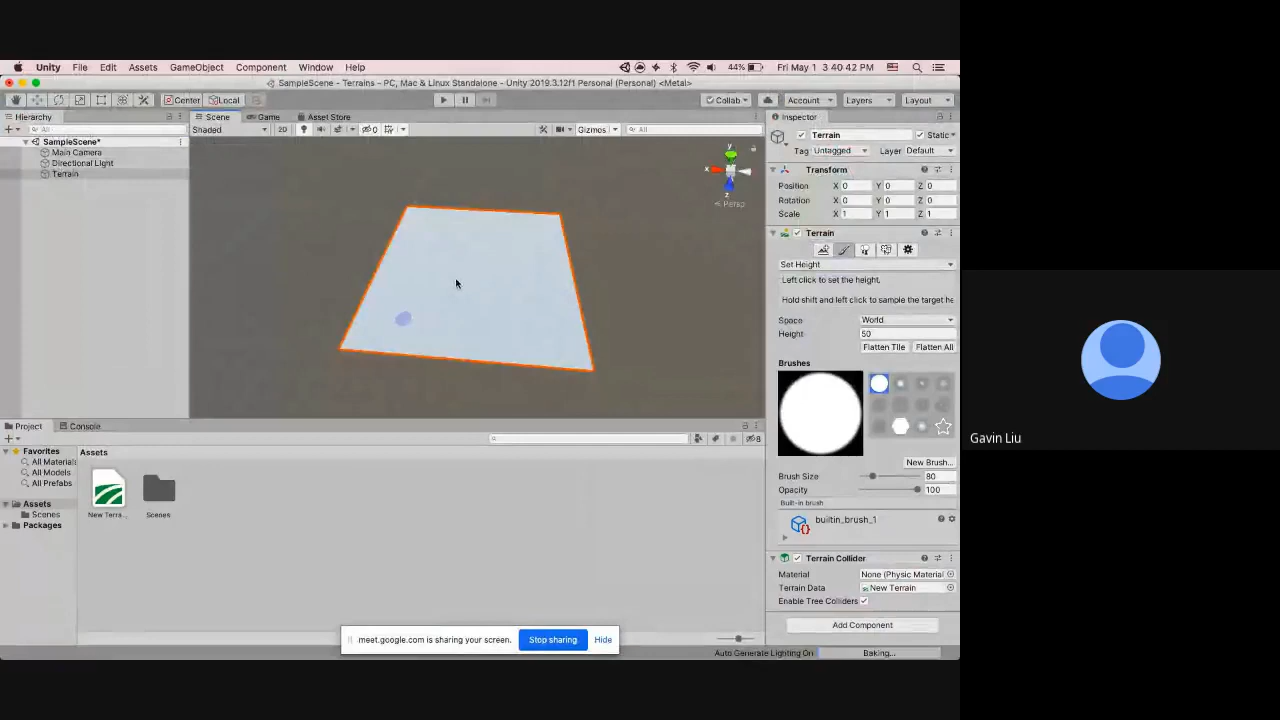 Unity File Edit Assets GameObject Component Window Help 44% Fri May 1 3:40:42 PM
SampleScene - Terrains - PC, Mac & Linux Standalone - Unity 2019.3.12f1 Personal (Personal) <Metal>
Center Local Collab Account Layers Layout
Hierarchy
All
SampleScene*
Main Camera
Directional Light
Terrain
Scene Game Asset Store
Shaded 2D 0 Gizmos All
y
x
z
< Persp
Inspector
Terrain Static
Tag Untagged Layer Default
Transform
Position X 0 Y 0 Z 0
Rotation X 0 Y 0 Z 0
Scale X 1 Y 1 Z 1
Terrain
Set Height
Left click to set the height.
Hold shift and left click to sample the target he
Space World
Height 50
Flatten Tile Flatten All
Brushes
New Brush...
Brush Size 80
Opacity 100
Built-in brush
builtin_brush_1
Terrain Collider
Material None (Physic Material
Terrain Data New Terrain
Enable Tree Colliders
Add Component
Project Console
8
Favorites
All Materials
All Models
All Prefabs
Assets
Scenes
Packages
Assets
New Terra...
Scenes
meet.google.com is sharing your screen. Stop sharing Hide
Auto Generate Lighting On Baking...
Gavin Liu